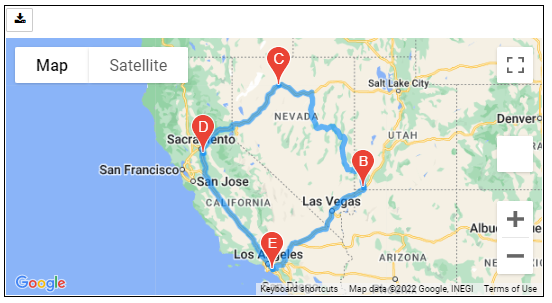 Map Satellite
C
Salt Lake City
NEVADA
Denver
D
Sacramento
UTAH
B
San Francisco
San Jose
CALIFORNIA
Las Vegas
E
Los Angeles
ARIZONA
Albu
Google
Keyboard shortcuts Map data ©2022 Google, INEGI Terms of Use